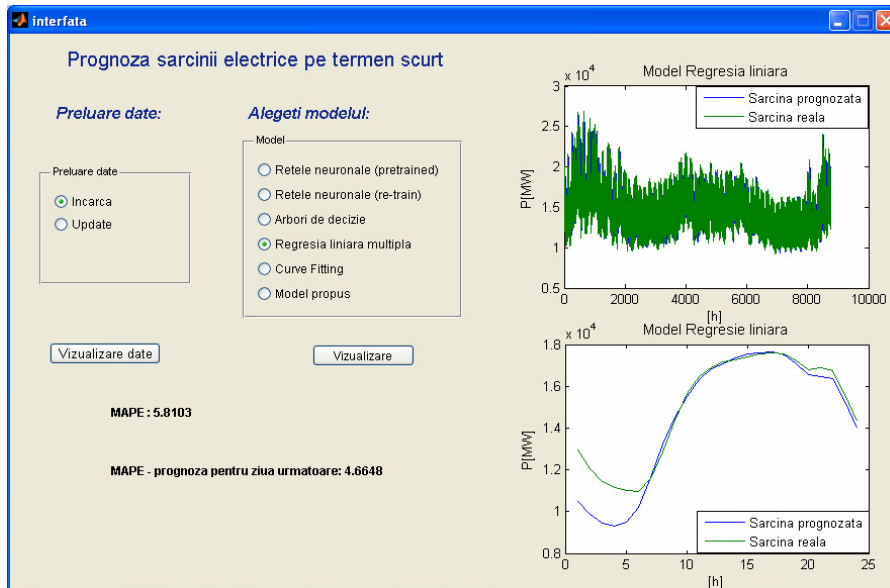 interfata
Prognoza sarcinii electrice pe termen scurt
Preluare date:
Alegeti modelul:
Preluare date
Incarca
Update
Model
Retele neuronale (pretrained)
Retele neuronale (re-train)
Arbori de decizie
Regresia liniara multipla
Curve Fitting
Model propus
Vizualizare date
Vizualizare
MAPE : 5.8103
MAPE - prognoza pentru ziua urmatoare: 4.6648
Model Regresia liniara
x 10^4
3
2.5
2
1.5
1
0.5
P[MW]
Sarcina prognozata
Sarcina reala
0 2000 4000 6000 8000 10000
[h]
Model Regresie liniara
x 10^4
1.8
1.6
1.4
1.2
1
0.8
P[MW]
Sarcina prognozata
Sarcina reala
0 5 10 15 20 25
[h]